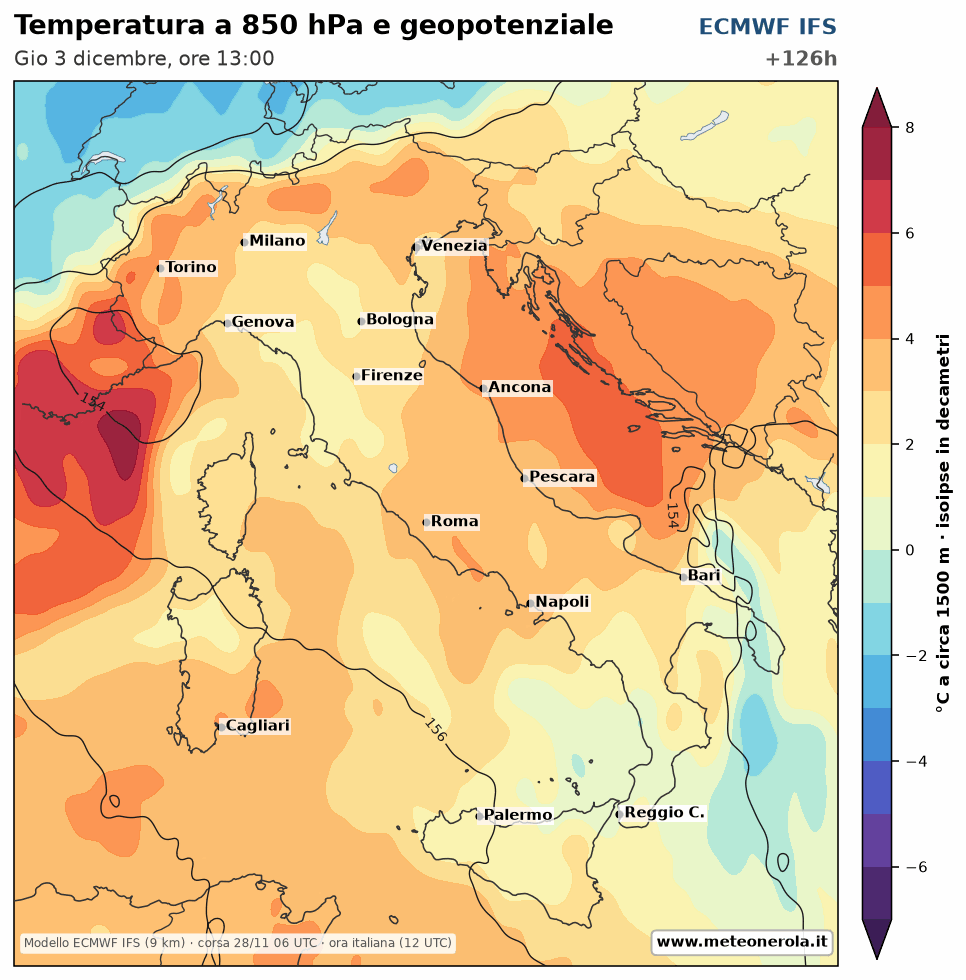 Temperatura a 850 hPa e geopotenziale
ECMWF IFS
Gio 3 dicembre, ore 13:00
+126h
Milano
Venezia
Torino
Genova
Bologna
Firenze
Ancona
154
Pescara
154
Roma
Bari
Napoli
Cagliari
156
Palermo
Reggio C.
8
6
4
2
0
−2
−4
−6
°C a circa 1500 m · isoipse in decametri
Modello ECMWF IFS (9 km) · corsa 28/11 06 UTC · ora italiana (12 UTC)
www.meteonerola.it